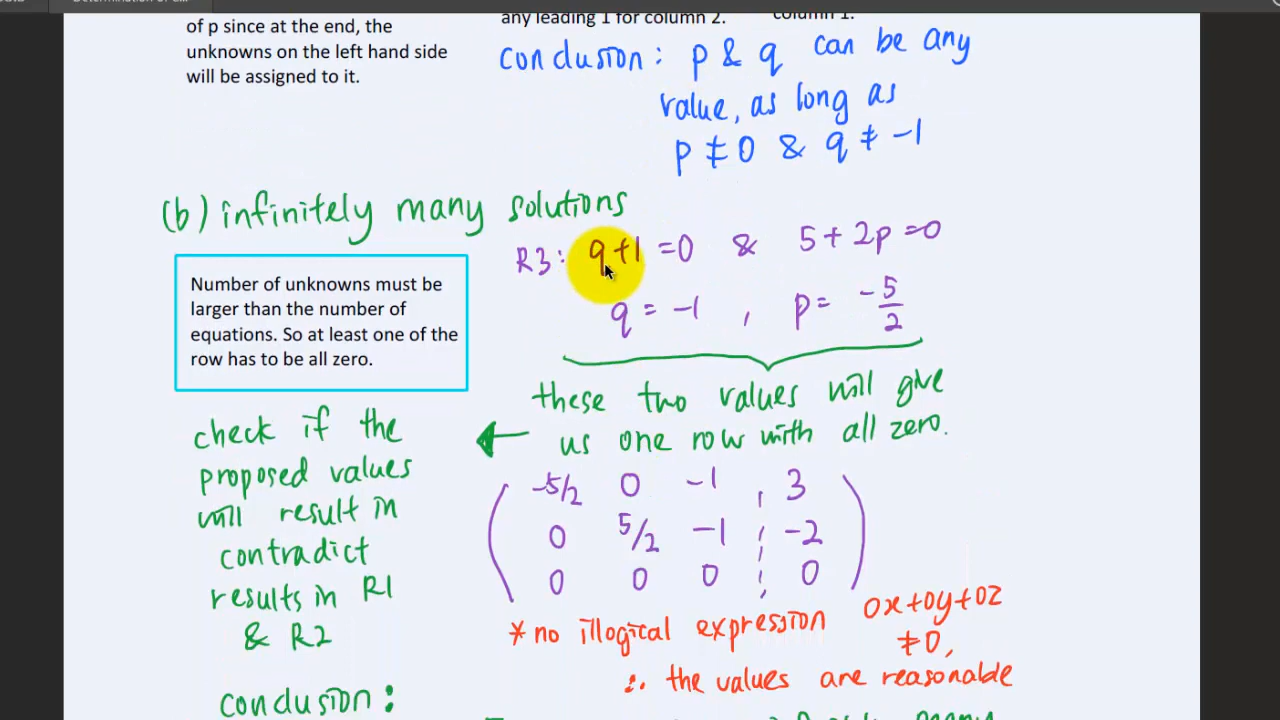 of p since at the end, the
unknowns on the left hand side
will be assigned to it.
any leading 1 for column 2.
column 1.
conclusion: p & q can be any
value, as long as
p ≠ 0 & q ≠ -1
(b) infinitely many solutions
Number of unknowns must be
larger than the number of
equations. So at least one of the
row has to be all zero.
R3: q+1 =0 & 5+2p=0
q = -1 , p= -5/2
these two values will give
us one row with all zero.
check if the
proposed values
will result in
contradict
results in R1
& R2
-5/2 0 -1 ¦ 3
0 5/2 -1 ¦ -2
0 0 0 ¦ 0
* no illogical expression 0x+0y+0z
≠0,
∴ the values are reasonable
conclusion: